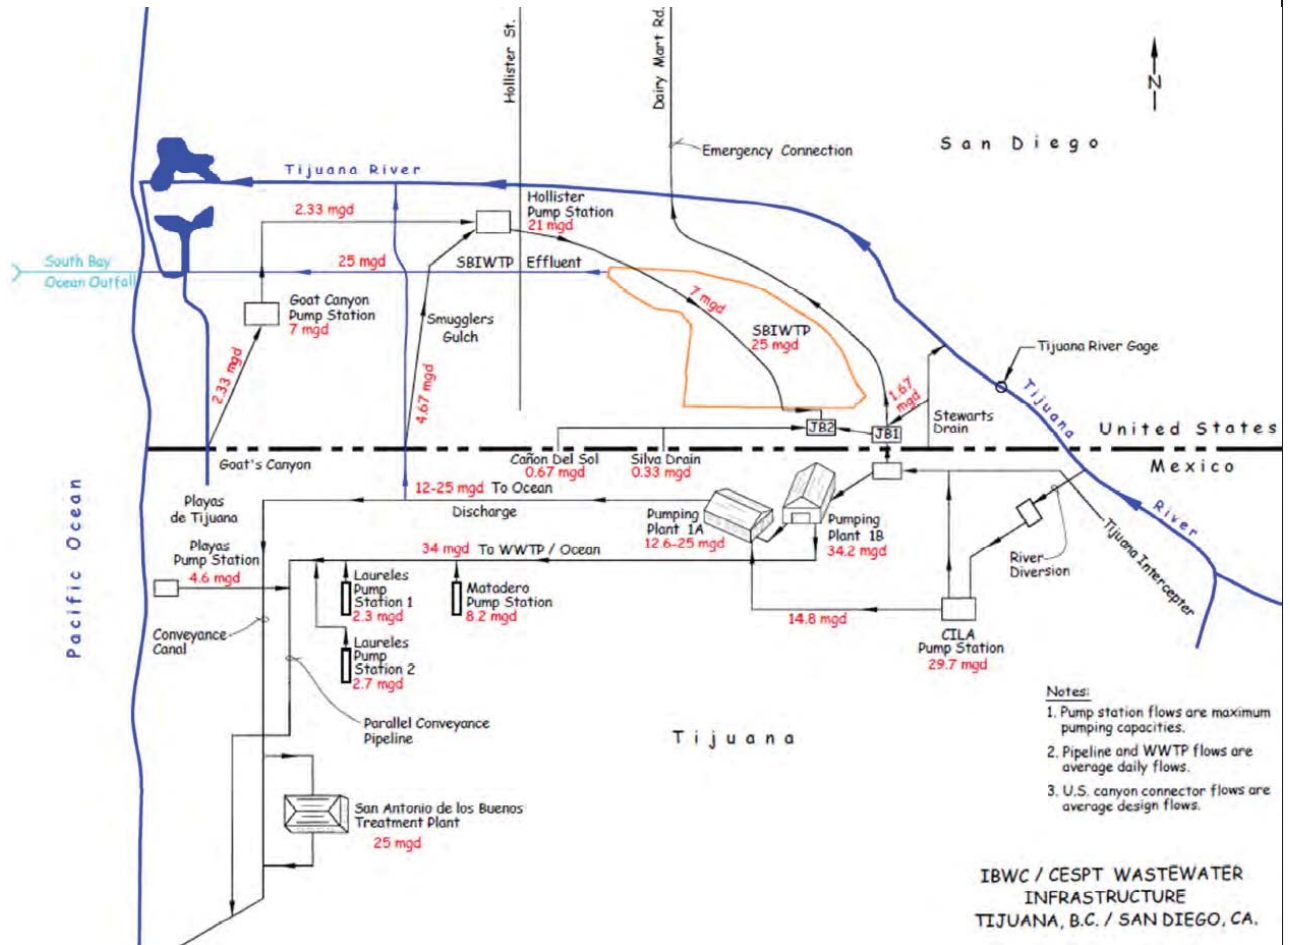 Hollister St.
Dairy Mart Rd.
N
San Diego
Emergency Connection
Tijuana River
2.33 mgd
Hollister
Pump Station
21 mgd
South Bay
Ocean Outfall
25 mgd
SBIWTP Effluent
Goat Canyon
Pump Station
7 mgd
Smugglers
Gulch
7 mgd
SBIWTP
25 mgd
Tijuana River Gage
2.33 mgd
4.67 mgd
1.67
mgd
Stewarts
Drain
Tijuana
River
JB2
JB1
United States
Mexico
Goat's Canyon
Cañon Del Sol
0.67 mgd
Silva Drain
0.33 mgd
12-25 mgd To Ocean
Discharge
Playas
de Tijuana
Pumping
Plant 1A
12.6-25 mgd
Pumping
Plant 1B
34.2 mgd
River
Diversion
Tijuana Intercepter
Pacific Ocean
Playas
Pump Station
4.6 mgd
34 mgd To WWTP / Ocean
Laureles
Pump
Station 1
2.3 mgd
Matadero
Pump Station
8.2 mgd
14.8 mgd
CILA
Pump Station
29.7 mgd
Conveyance
Canal
Laureles
Pump
Station 2
2.7 mgd
Parallel Conveyance
Pipeline
Tijuana
Notes:
1. Pump station flows are maximum
pumping capacities.
2. Pipeline and WWTP flows are
average daily flows.
3. U.S. canyon connector flows are
average design flows.
San Antonio de los Buenos
Treatment Plant
25 mgd
IBWC / CESPT WASTEWATER
INFRASTRUCTURE
TIJUANA, B.C. / SAN DIEGO, CA.